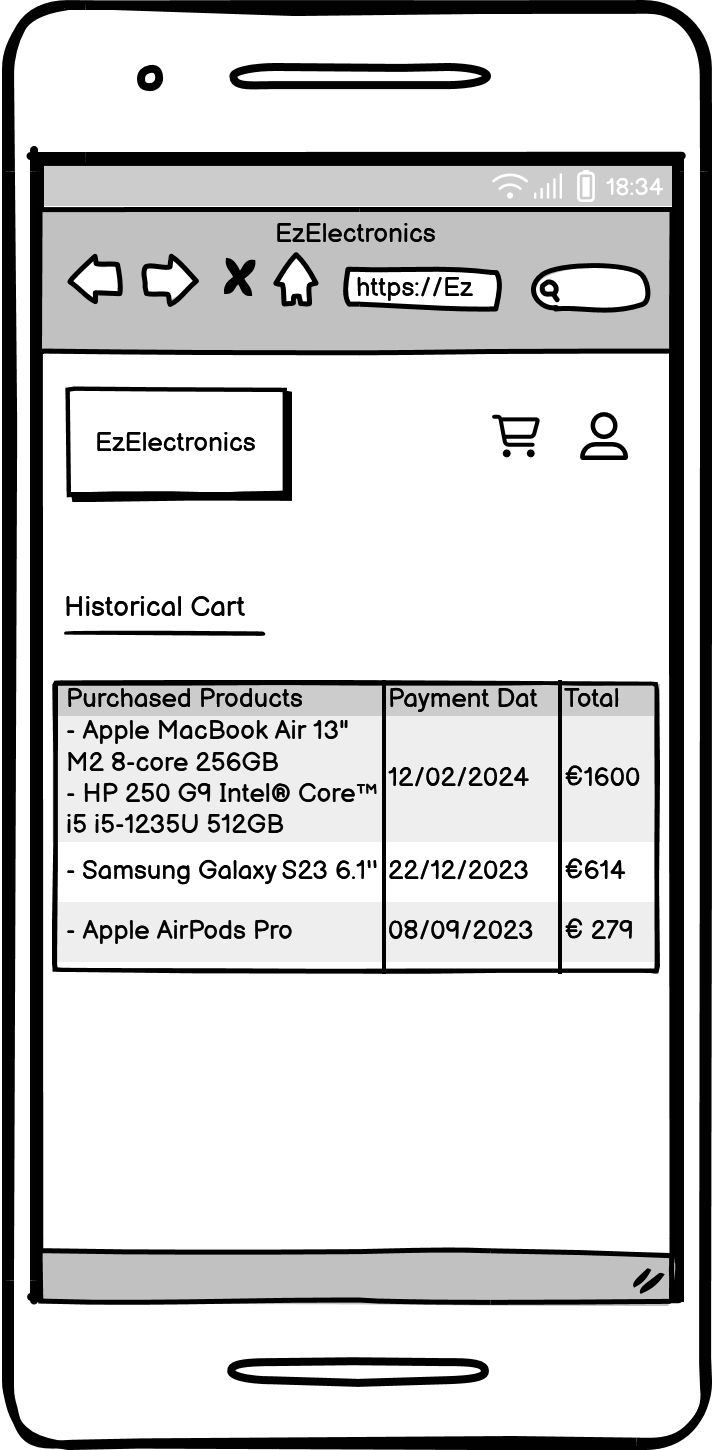 18:34
EzElectronics
https://Ez
EzElectronics
Historical Cart
Purchased Products Payment Dat Total
- Apple MacBook Air 13"
M2 8-core 256GB
- HP 250 G9 Intel® Core™
i5 i5-1235U 512GB
12/02/2024 €1600
- Samsung Galaxy S23 6.1" 22/12/2023 €614
- Apple AirPods Pro 08/09/2023 € 279